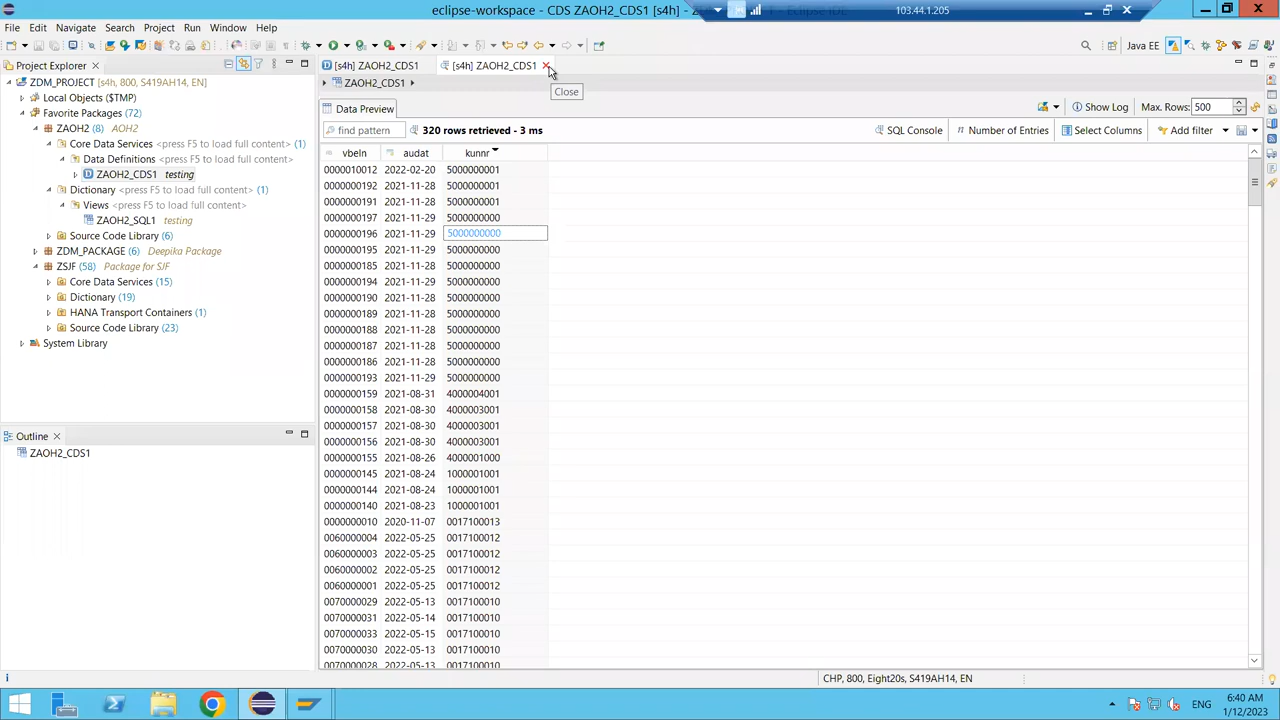 eclipse-workspace - CDS ZAOH2_CDS1 [s4h] -
103.44.1.205
Eclipse IDE
File Edit Navigate Search Project Run Window Help
Java EE
Project Explorer
[s4h] ZAOH2_CDS1
[s4h] ZAOH2_CDS1
Close
ZDM_PROJECT [s4h, 800, S419AH14, EN]
Local Objects ($TMP)
Favorite Packages (72)
ZAOH2 (8) AOH2
Core Data Services <press F5 to load full content> (1)
Data Definitions <press F5 to load full content>
ZAOH2_CDS1 testing
Dictionary <press F5 to load full content> (1)
Views <press F5 to load full content>
ZAOH2_SQL1 testing
Source Code Library (6)
ZDM_PACKAGE (6) Deepika Package
ZSJF (58) Package for SJF
Core Data Services (15)
Dictionary (19)
HANA Transport Containers (1)
Source Code Library (23)
System Library
Outline
ZAOH2_CDS1
ZAOH2_CDS1
Data Preview
Show Log Max. Rows: 500
find pattern 320 rows retrieved - 3 ms SQL Console Number of Entries Select Columns Add filter
vbeln audat kunnr
0000010012 2022-02-20 5000000001
0000000192 2021-11-28 5000000001
0000000191 2021-11-28 5000000001
0000000197 2021-11-29 5000000000
0000000196 2021-11-29 5000000000
0000000195 2021-11-29 5000000000
0000000185 2021-11-28 5000000000
0000000194 2021-11-29 5000000000
0000000190 2021-11-28 5000000000
0000000189 2021-11-28 5000000000
0000000188 2021-11-28 5000000000
0000000187 2021-11-28 5000000000
0000000186 2021-11-28 5000000000
0000000193 2021-11-29 5000000000
0000000159 2021-08-31 4000004001
0000000158 2021-08-30 4000003001
0000000157 2021-08-30 4000003001
0000000156 2021-08-30 4000003001
0000000155 2021-08-26 4000001000
0000000145 2021-08-24 1000001001
0000000144 2021-08-24 1000001001
0000000140 2021-08-23 1000001001
0000000010 2020-11-07 0017100013
0060000004 2022-05-25 0017100012
0060000003 2022-05-25 0017100012
0060000002 2022-05-25 0017100012
0060000001 2022-05-25 0017100012
0070000029 2022-05-13 0017100010
0070000031 2022-05-14 0017100010
0070000033 2022-05-15 0017100010
0070000030 2022-05-13 0017100010
0070000028 2022-05-13 0017100010
CHP, 800, Eight20s, S419AH14, EN
ENG
6:40 AM
1/12/2023